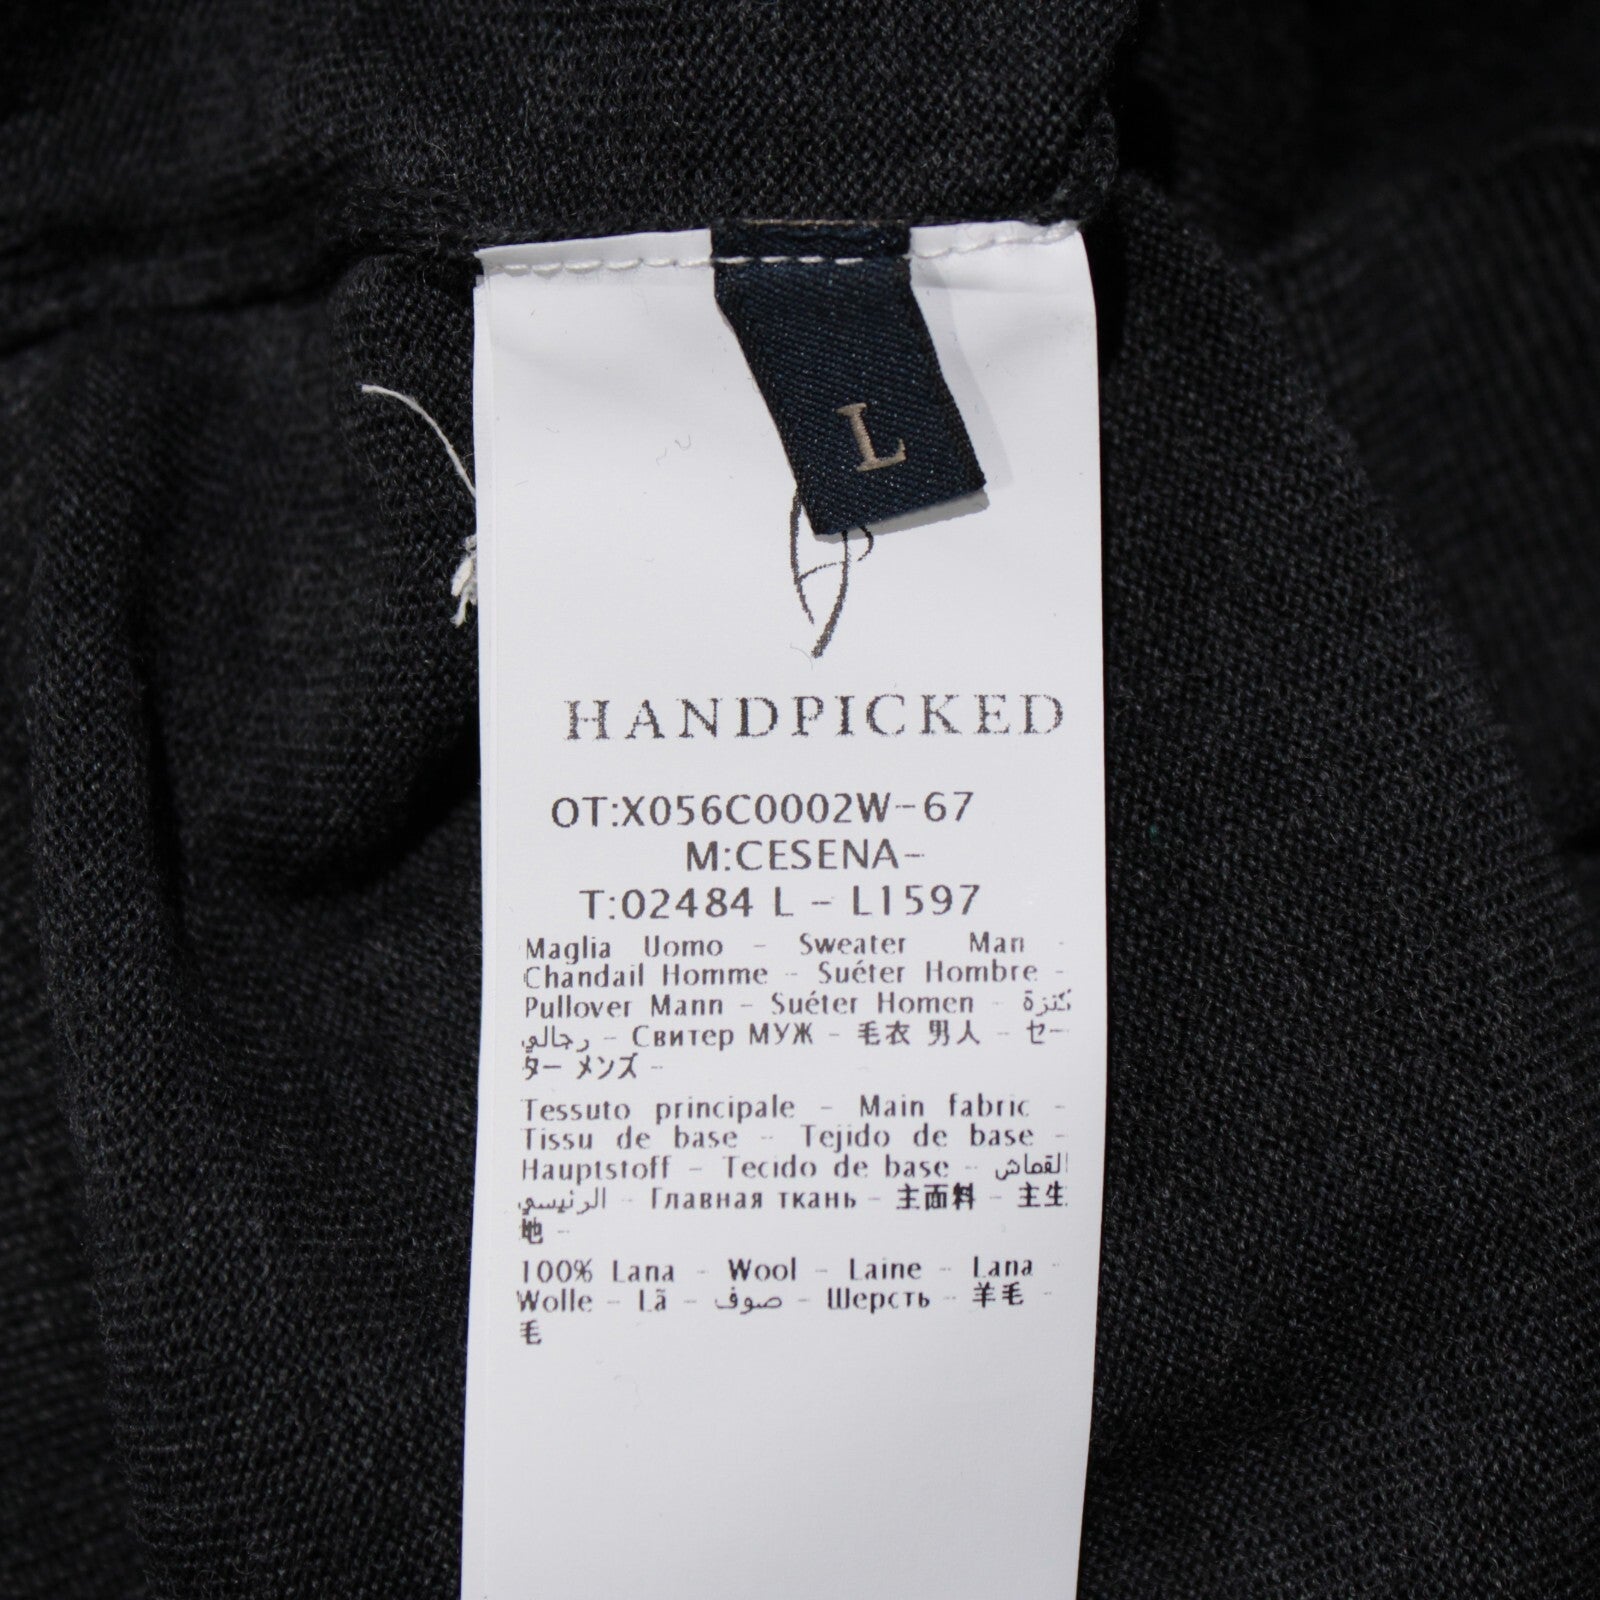 L
HANDPICKED
OT:X056C0002W-67
M:CESENA-
T:02484 L - L1597
Maglia Uomo - Sweater Man -
Chandail Homme - Suéter Hombre -
Pullover Mann - Suéter Homen - كنزة
رجالي - Свитер МУЖ - 毛衣 男人 - セー
ター メンズ -
Tessuto principale - Main fabric -
Tissu de base - Tejido de base -
Hauptstoff - Tecido de base - القماش
الرئيسي - Главная ткань - 主面料 - 主生
地 -
100% Lana - Wool - Laine - Lana -
Wolle - Lã - صوف - Шерсть - 羊毛 -
毛